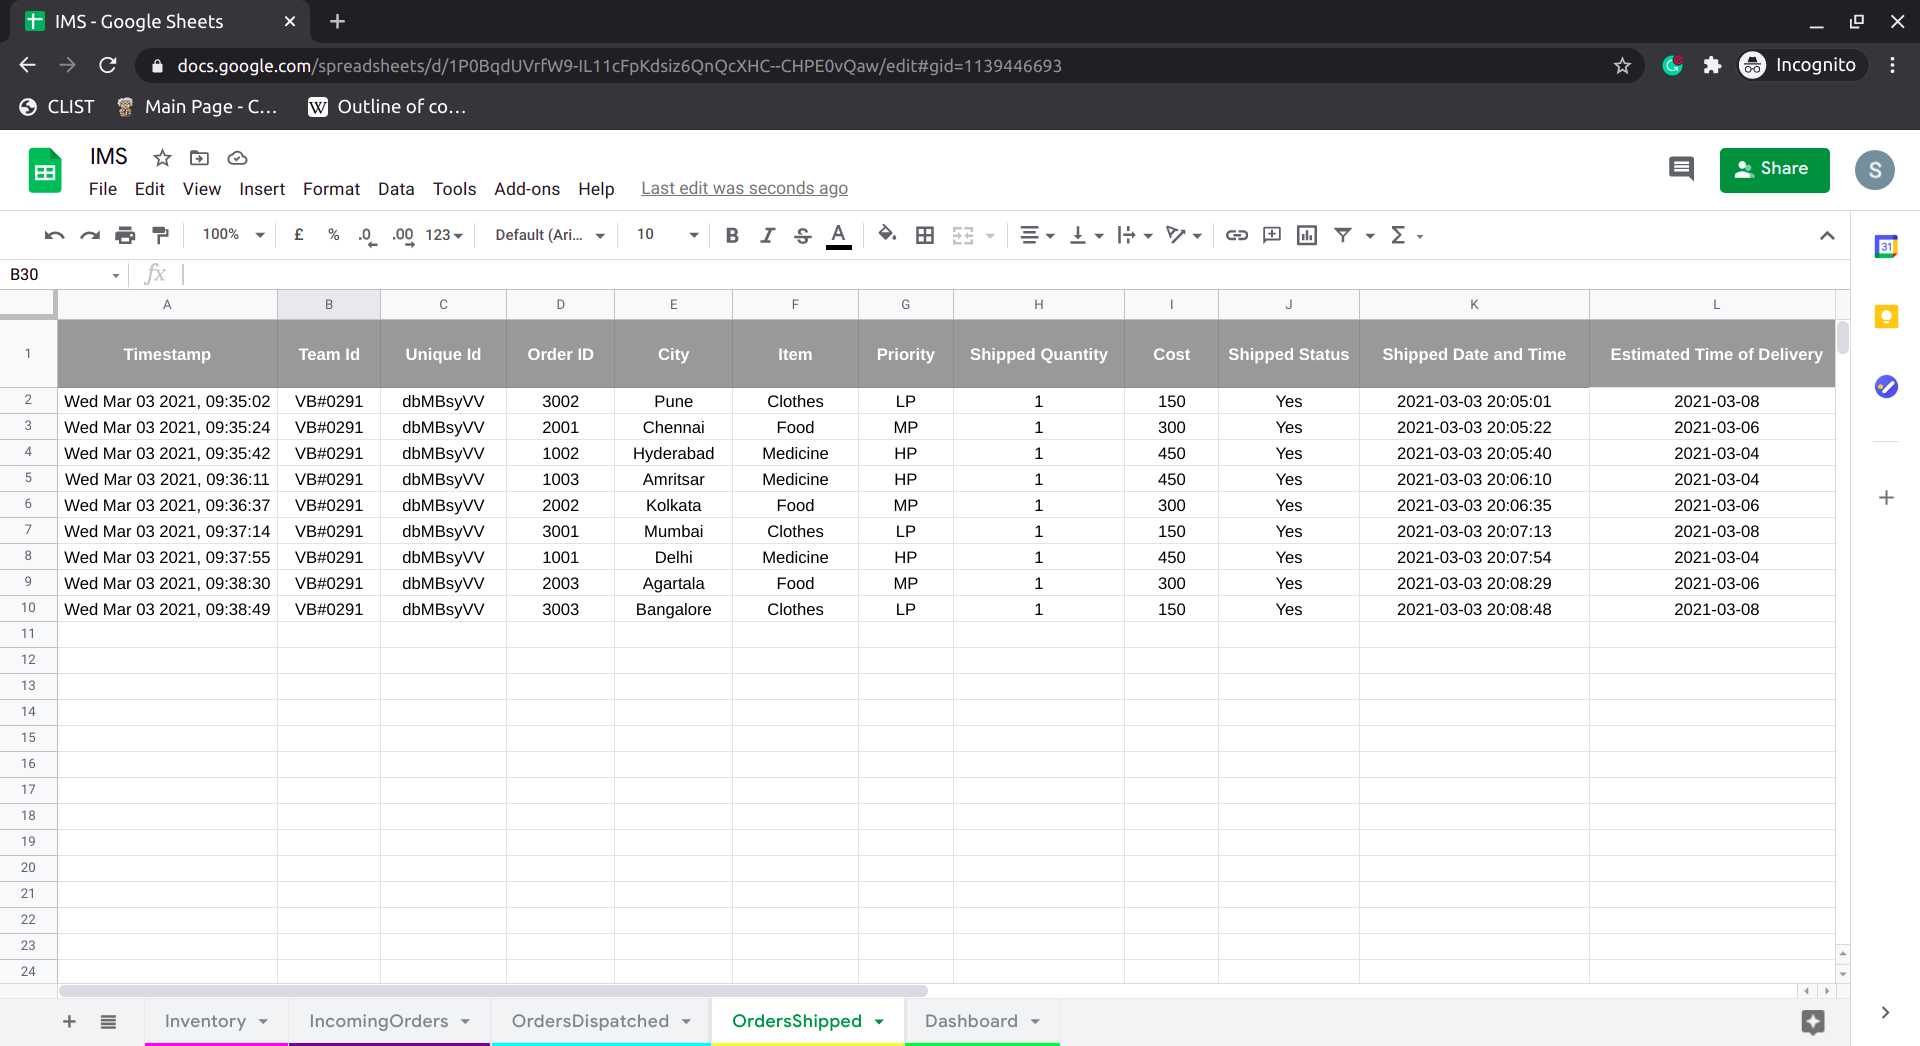 IMS - Google Sheets
docs.google.com/spreadsheets/d/1P0BqdUVrfW9-IL11cFpKdsiz6QnQcXHC--CHPE0vQaw/edit#gid=1139446693
Incognito
CLIST Main Page - C... W Outline of co...
IMS
Share
S
File Edit View Insert Format Data Tools Add-ons Help Last edit was seconds ago
100% £ % .0 .00 123 Default (Ari... 10 B I S A Σ
31
B30 fx
A B C D E F G H I J K L
1 Timestamp Team Id Unique Id Order ID City Item Priority Shipped Quantity Cost Shipped Status Shipped Date and Time Estimated Time of Delivery
2 Wed Mar 03 2021, 09:35:02 VB#0291 dbMBsyVV 3002 Pune Clothes LP 1 150 Yes 2021-03-03 20:05:01 2021-03-08
3 Wed Mar 03 2021, 09:35:24 VB#0291 dbMBsyVV 2001 Chennai Food MP 1 300 Yes 2021-03-03 20:05:22 2021-03-06
4 Wed Mar 03 2021, 09:35:42 VB#0291 dbMBsyVV 1002 Hyderabad Medicine HP 1 450 Yes 2021-03-03 20:05:40 2021-03-04
5 Wed Mar 03 2021, 09:36:11 VB#0291 dbMBsyVV 1003 Amritsar Medicine HP 1 450 Yes 2021-03-03 20:06:10 2021-03-04
6 Wed Mar 03 2021, 09:36:37 VB#0291 dbMBsyVV 2002 Kolkata Food MP 1 300 Yes 2021-03-03 20:06:35 2021-03-06
7 Wed Mar 03 2021, 09:37:14 VB#0291 dbMBsyVV 3001 Mumbai Clothes LP 1 150 Yes 2021-03-03 20:07:13 2021-03-08
8 Wed Mar 03 2021, 09:37:55 VB#0291 dbMBsyVV 1001 Delhi Medicine HP 1 450 Yes 2021-03-03 20:07:54 2021-03-04
9 Wed Mar 03 2021, 09:38:30 VB#0291 dbMBsyVV 2003 Agartala Food MP 1 300 Yes 2021-03-03 20:08:29 2021-03-06
10 Wed Mar 03 2021, 09:38:49 VB#0291 dbMBsyVV 3003 Bangalore Clothes LP 1 150 Yes 2021-03-03 20:08:48 2021-03-08
11
12
13
14
15
16
17
18
19
20
21
22
23
24
Inventory IncomingOrders OrdersDispatched OrdersShipped Dashboard